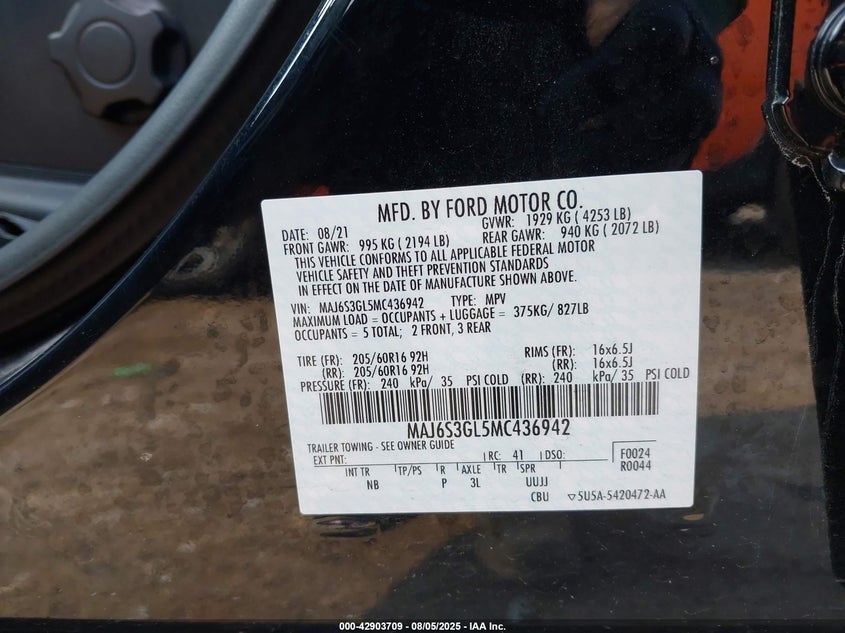 MFD. BY FORD MOTOR CO.
DATE: 08/21 GVWR: 1929 KG ( 4253 LB)
FRONT GAWR: 995 KG ( 2194 LB) REAR GAWR: 940 KG ( 2072 LB)
THIS VEHICLE CONFORMS TO ALL APPLICABLE FEDERAL MOTOR
VEHICLE SAFETY AND THEFT PREVENTION STANDARDS
IN EFFECT ON THE DATE OF MANUFACTURE SHOWN ABOVE.
VIN: MAJ6S3GL5MC436942 TYPE: MPV
MAXIMUM LOAD = OCCUPANTS + LUGGAGE = 375KG/ 827LB
OCCUPANTS = 5 TOTAL; 2 FRONT, 3 REAR
TIRE (FR): 205/60R16 92H RIMS (FR): 16x6.5J
(RR): 205/60R16 92H (RR): 16x6.5J
PRESSURE (FR): 240 kPa/ 35 PSI COLD (RR): 240 kPa/ 35 PSI COLD
MAJ6S3GL5MC436942
TRAILER TOWING - SEE OWNER GUIDE
EXT PNT: RC: 41 DSO: F0024
INT TR TP/PS R AXLE TR SPR R0044
NB P 3L UUJJ
CBU 5U5A-5420472-AA
000-42903709 - 08/05/2025 - IAA Inc.